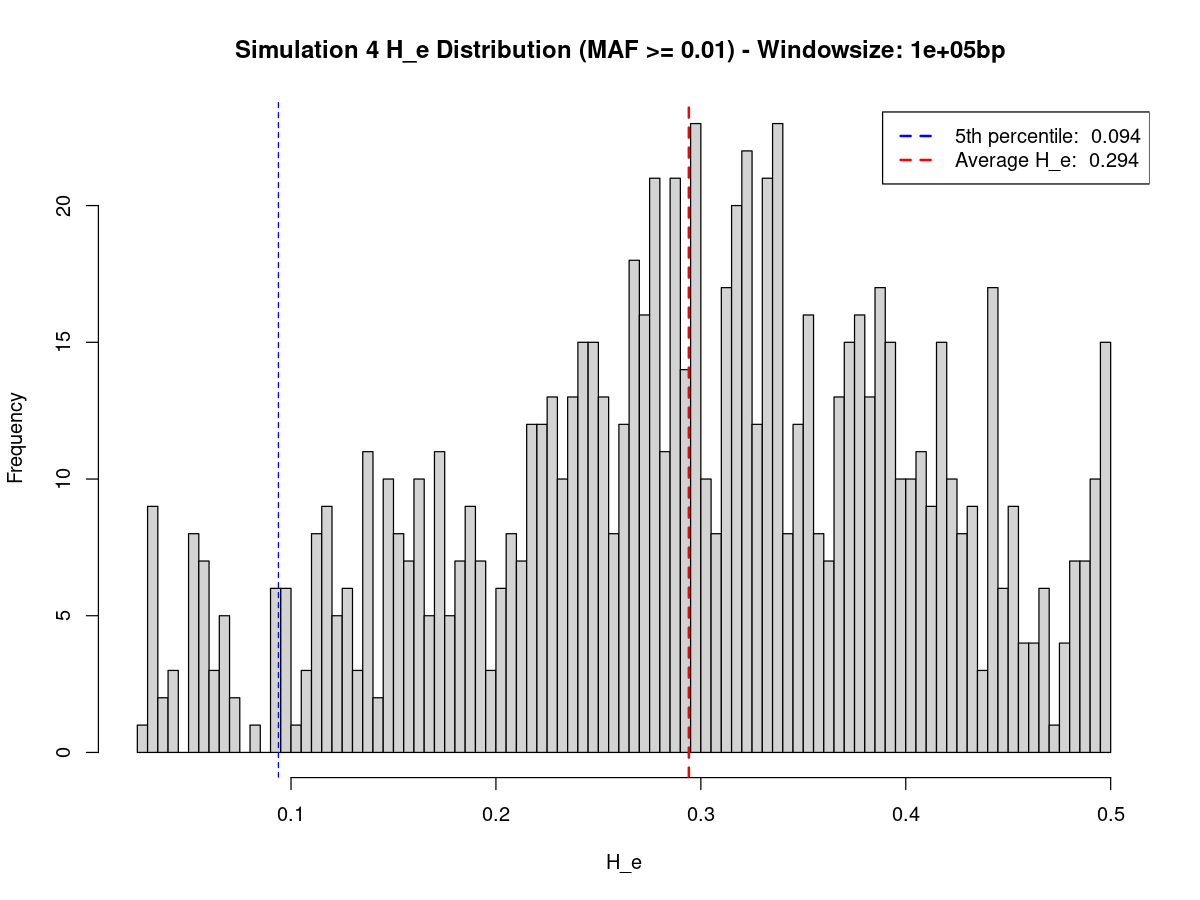 Simulation 4 H_e Distribution (MAF >= 0.01) - Windowsize: 1e+05bp
5th percentile: 0.094
Average H_e: 0.294
Frequency
20
15
10
5
0
0.1 0.2 0.3 0.4 0.5
H_e